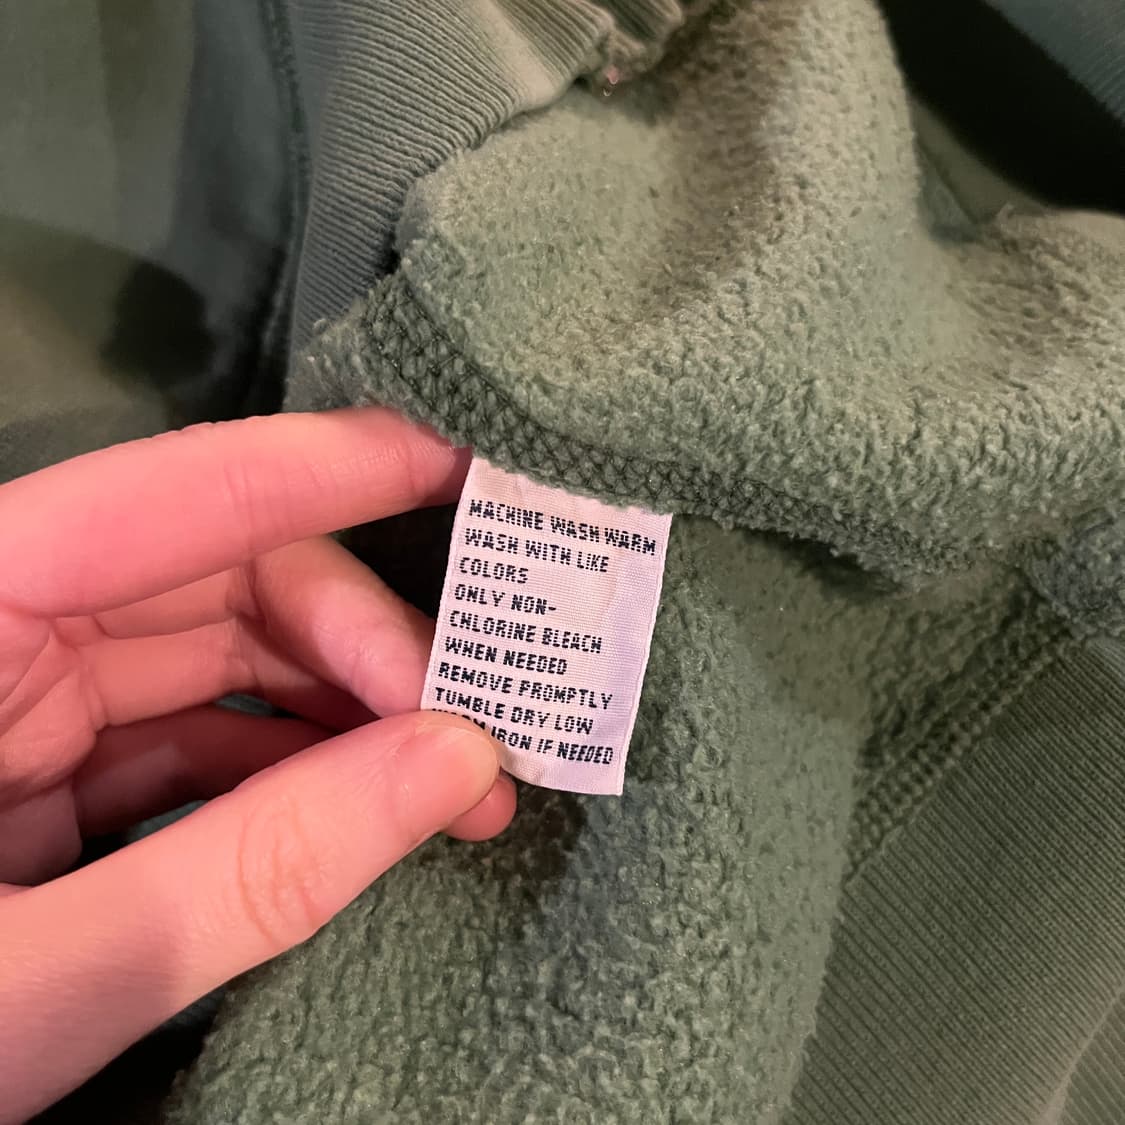 MACHINE WASH WARM
WASH WITH LIKE
COLORS
ONLY NON-
CHLORINE BLEACH
WHEN NEEDED
REMOVE PROMPTLY
TUMBLE DRY LOW
IRON IF NEEDED